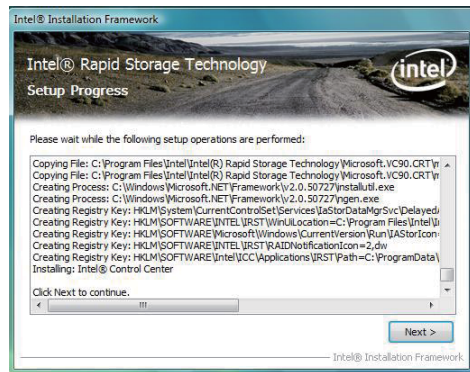 Intel® Installation Framework
Intel® Rapid Storage Technology
Setup Progress
intel
Please wait while the following setup operations are performed:
Copying File: C:\Program Files\Intel\Intel(R) Rapid Storage Technology\Microsoft.VC90.CRT\m
Copying File: C:\Program Files\Intel\Intel(R) Rapid Storage Technology\Microsoft.VC90.CRT\m
Creating Process: C:\Windows\Microsoft.NET\Framework\v2.0.50727\installutil.exe
Creating Process: C:\Windows\Microsoft.NET\Framework\v2.0.50727\ngen.exe
Creating Registry Key: HKLM\System\CurrentControlSet\Services\IaStorDataMgrSvc\Delayed
Creating Registry Key: HKLM\SOFTWARE\INTEL\IRST\WinUiLocation=C:\Program Files\Intel\I
Creating Registry Key: HKLM\SOFTWARE\Microsoft\Windows\CurrentVersion\Run\IAStorIcon=
Creating Registry Key: HKLM\SOFTWARE\INTEL\IRST\RAIDNotificationIcon=2,dw
Creating Registry Key: HKLM\SOFTWARE\Intel\ICC\Applications\IRST\Path=C:\ProgramData\
Installing: Intel® Control Center
Click Next to continue.
Next >
Intel® Installation Framework